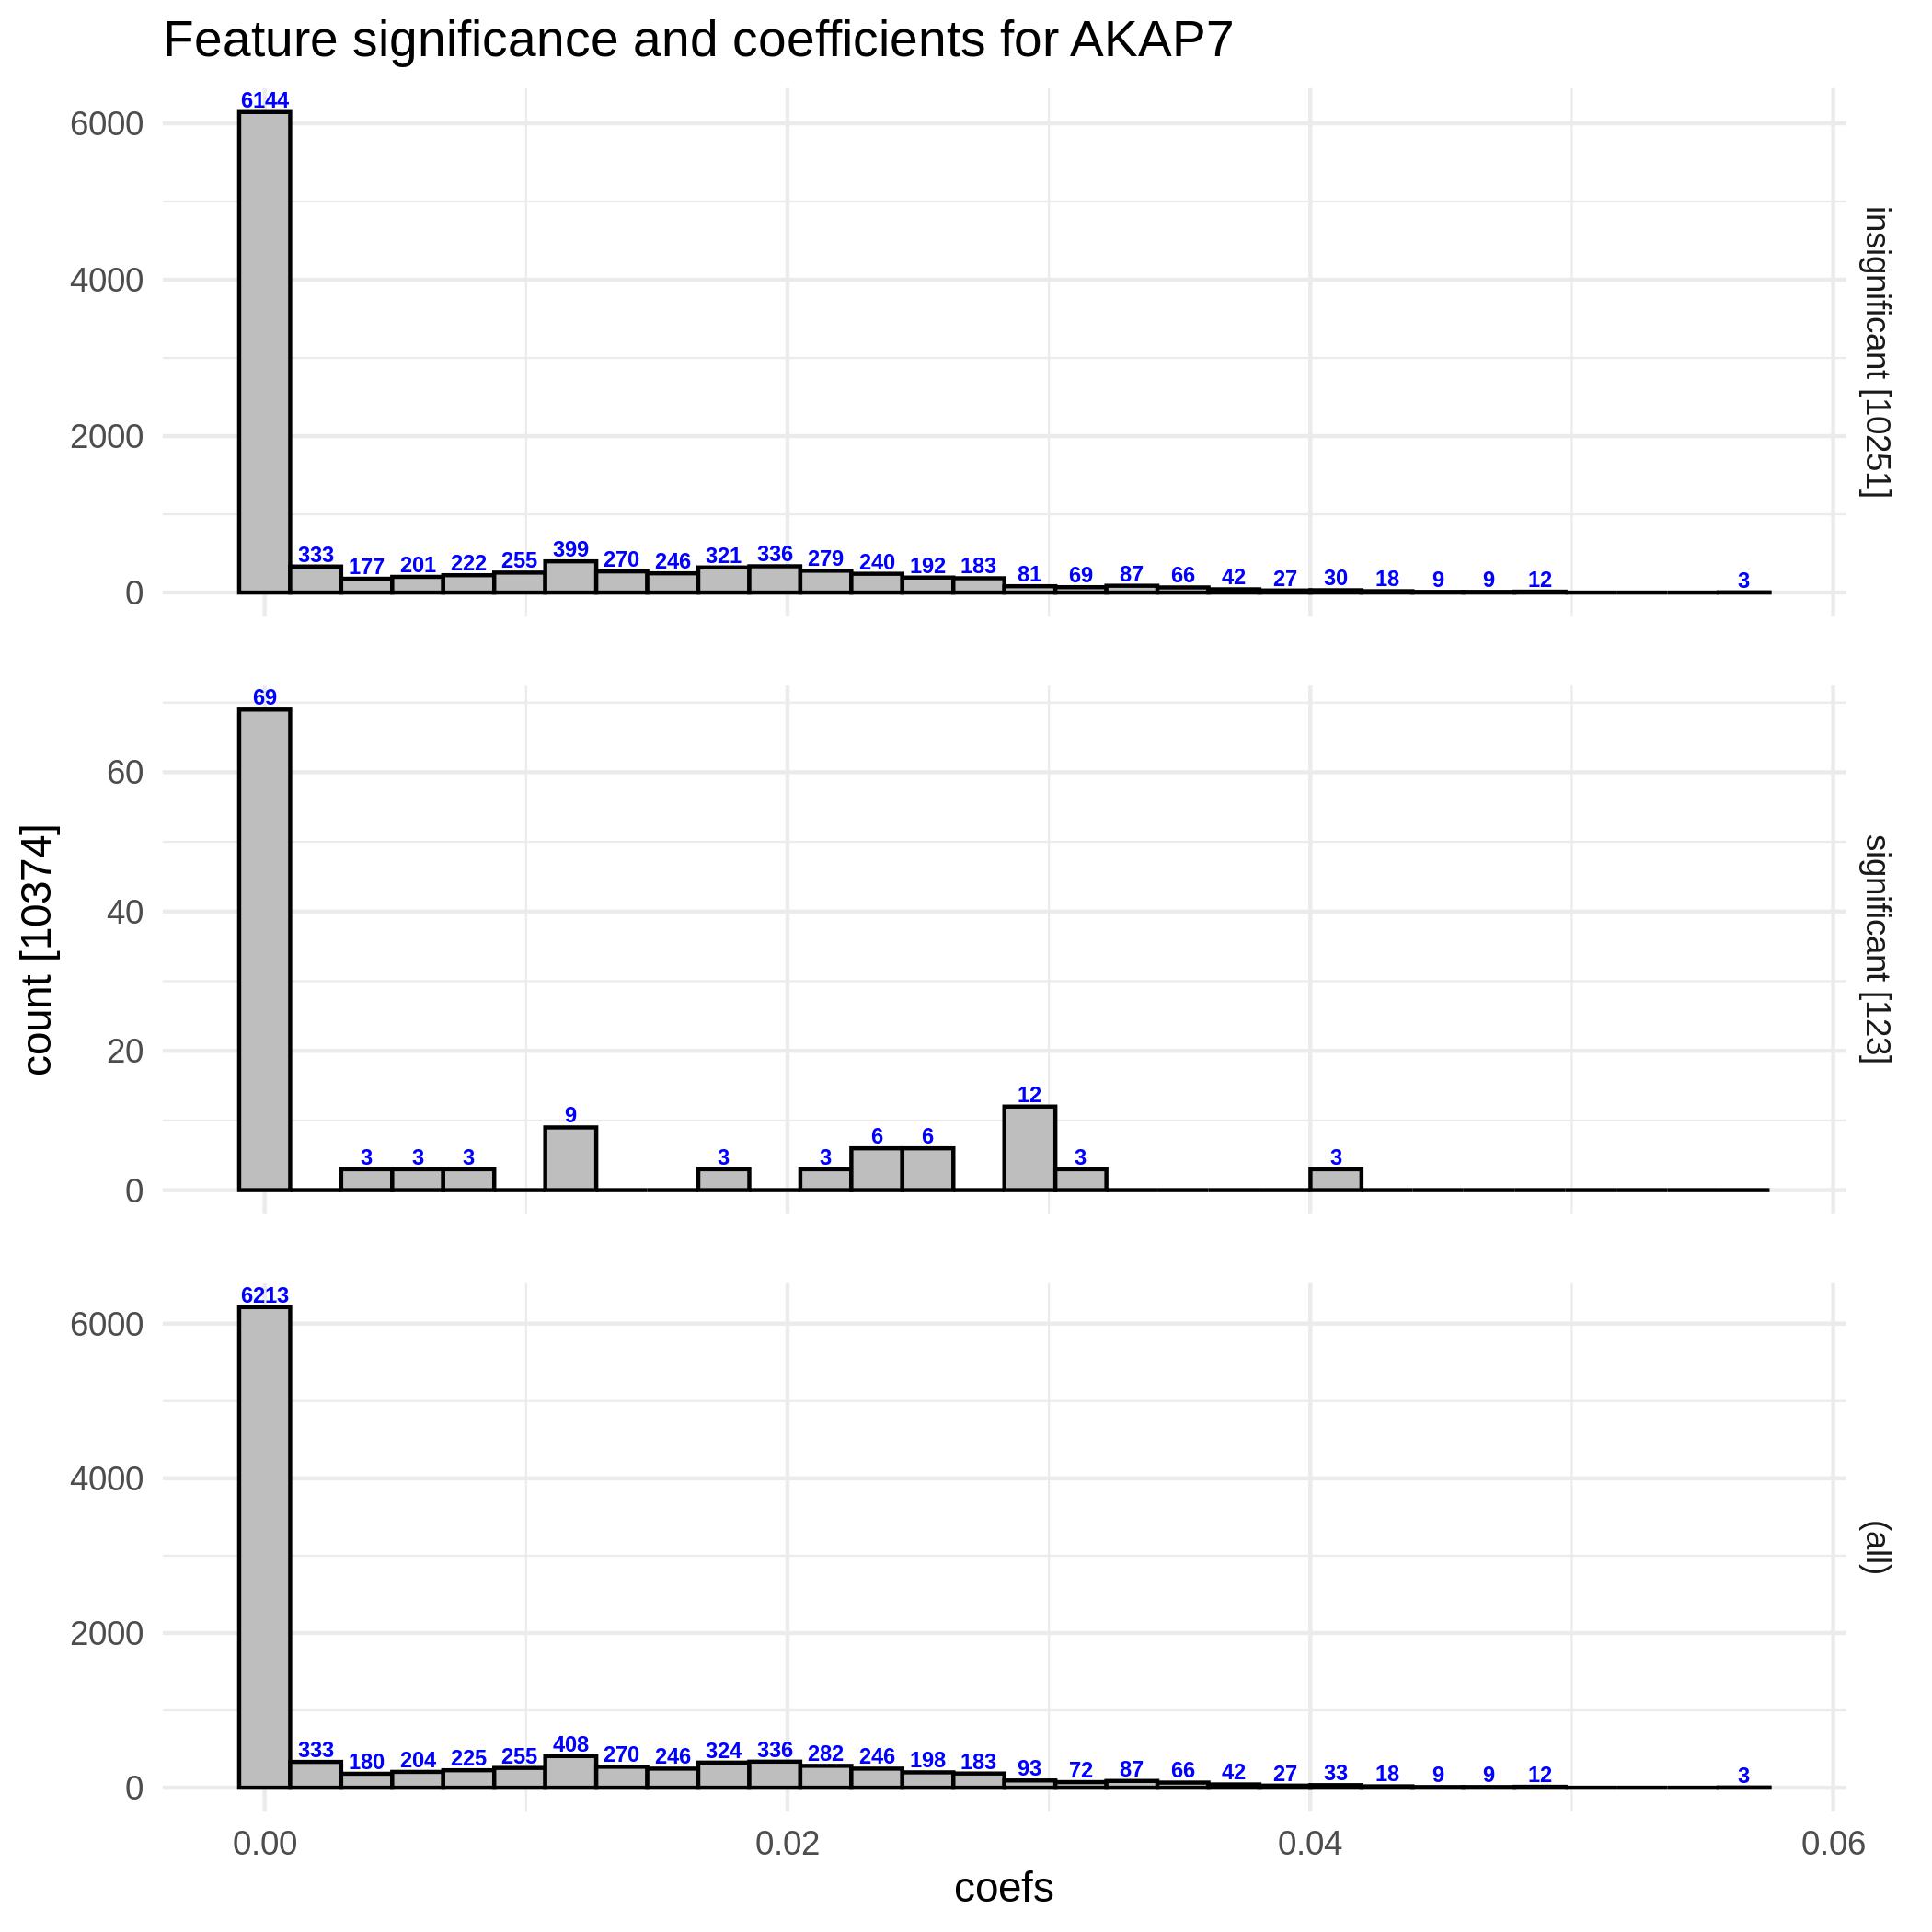 Feature significance and coefficients for AKAP7
6144
6000
4000
2000
333 177 201 222 255 399 270 246 321 336 279 240 192 183 81 69 87 66 42 27 30 18 9 9 12 3
0
insignificant [10251]
69
60
40
20
3 3 3 9 3 3 6 6 12 3 3
0
significant [123]
count [10374]
6213
6000
4000
2000
333 180 204 225 255 408 270 246 324 336 282 246 198 183 93 72 87 66 42 27 33 18 9 9 12 3
0
(all)
0.00 0.02 0.04 0.06
coefs